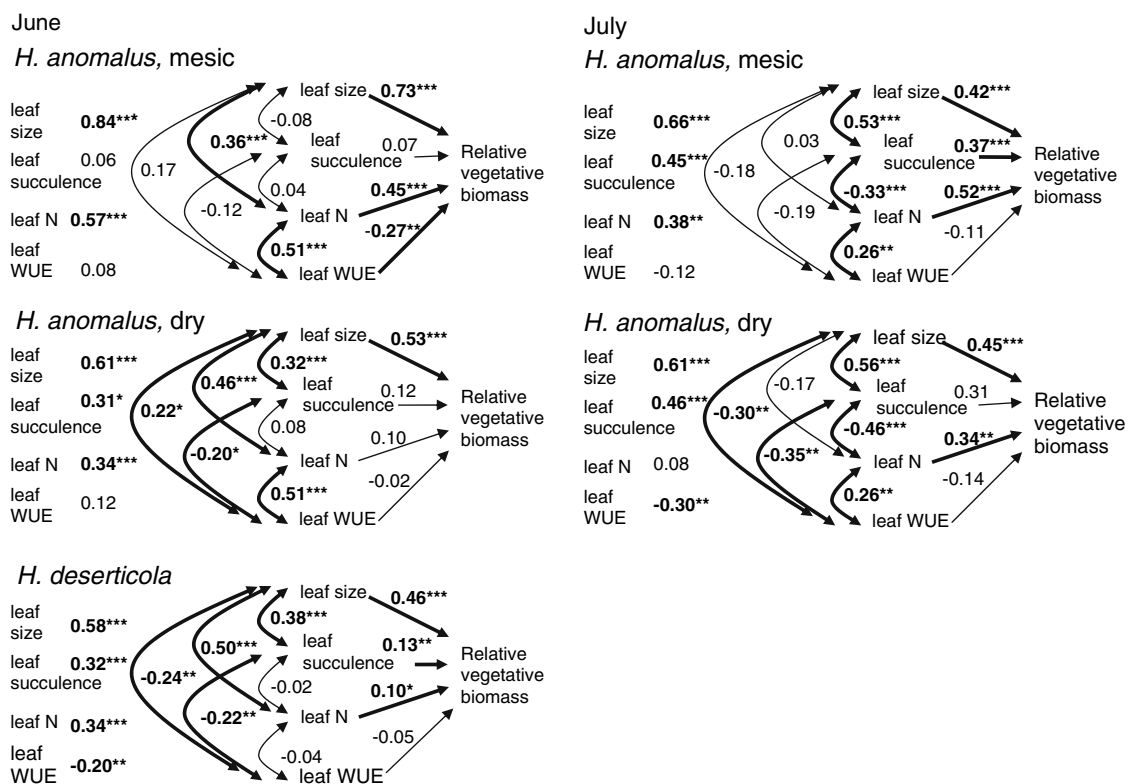 June
H. anomalus, mesic
leaf size 0.84***
leaf succulence 0.06
leaf N 0.57***
leaf WUE 0.08
0.17
0.36***
-0.12
-0.08
0.04
0.51***
leaf size
leaf succulence
leaf N
leaf WUE
0.73***
0.07
0.45***
-0.27**
Relative
vegetative
biomass
H. anomalus, dry
leaf size 0.61***
leaf succulence 0.31*
leaf N 0.34***
leaf WUE 0.12
0.22*
0.46***
-0.20*
0.32***
0.08
0.51***
leaf size
leaf succulence
leaf N
leaf WUE
0.53***
0.12
0.10
-0.02
Relative
vegetative
biomass
H. deserticola
leaf size 0.58***
leaf succulence 0.32***
leaf N 0.34***
leaf WUE -0.20**
-0.24**
0.50***
-0.22**
0.38***
-0.02
-0.04
leaf size
leaf succulence
leaf N
leaf WUE
0.46***
0.13**
0.10*
-0.05
Relative
vegetative
biomass
July
H. anomalus, mesic
leaf size 0.66***
leaf succulence 0.45***
leaf N 0.38**
leaf WUE -0.12
-0.18
0.03
-0.19
0.53***
-0.33***
0.26**
leaf size
leaf succulence
leaf N
leaf WUE
0.42***
0.37***
0.52***
-0.11
Relative
vegetative
biomass
H. anomalus, dry
leaf size 0.61***
leaf succulence 0.46***
leaf N 0.08
leaf WUE -0.30**
-0.30**
-0.17
-0.35**
0.56***
-0.46***
0.26**
leaf size
leaf succulence
leaf N
leaf WUE
0.45***
0.31
0.34**
-0.14
Relative
vegetative
biomass